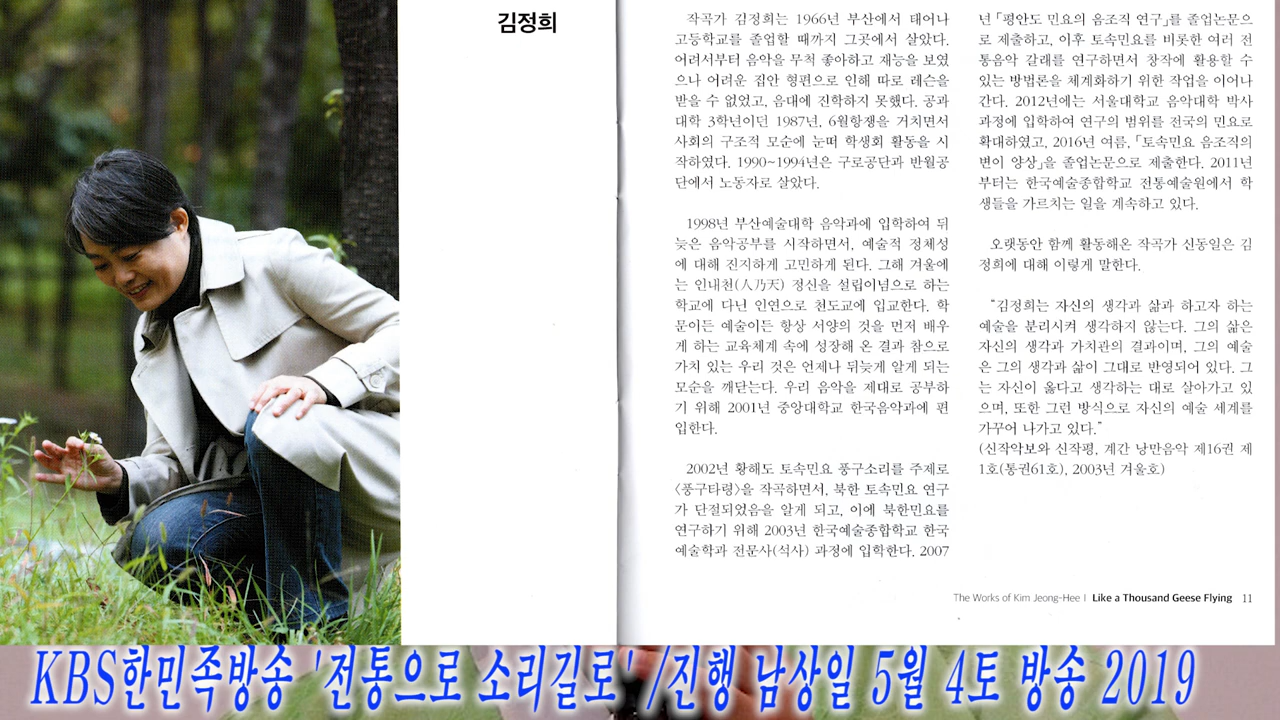 김정희
작곡가 김정희는 1966년 부산에서 태어나
고등학교를 졸업할 때까지 그곳에서 살았다.
어려서부터 음악을 무척 좋아하고 재능을 보였
으나 어려운 집안 형편으로 인해 따로 레슨을
받을 수 없었고, 음대에 진학하지 못했다. 공과
대학 3학년이던 1987년, 6월항쟁을 거치면서
사회의 구조적 모순에 눈떠 학생회 활동을 시
작하였다. 1990~1994년은 구로공단과 반월공
단에서 노동자로 살았다.
1998년 부산예술대학 음악과에 입학하여 뒤
늦은 음악공부를 시작하면서, 예술적 정체성
에 대해 진지하게 고민하게 된다. 그해 겨울에
는 인내천(人乃天) 정신을 설립이념으로 하는
학교에 다닌 인연으로 천도교에 입교한다. 학
문이든 예술이든 항상 서양의 것을 먼저 배우
게 하는 교육체계 속에 성장해 온 결과 참으로
가치 있는 우리 것은 언제나 뒤늦게 알게 되는
모순을 깨닫는다. 우리 음악을 제대로 공부하
기 위해 2001년 중앙대학교 한국음악과에 편
입한다.
2002년 황해도 토속민요 풍구소리를 주제로
〈풍구타령〉을 작곡하면서, 북한 토속민요 연구
가 단절되었음을 알게 되고, 이에 북한민요를
연구하기 위해 2003년 한국예술종합학교 한국
예술학과 전문사(석사) 과정에 입학한다. 2007
년 「평안도 민요의 음조직 연구」를 졸업논문으
로 제출하고, 이후 토속민요를 비롯한 여러 전
통음악 갈래를 연구하면서 창작에 활용할 수
있는 방법론을 체계화하기 위한 작업을 이어나
간다. 2012년에는 서울대학교 음악대학 박사
과정에 입학하여 연구의 범위를 전국의 민요로
확대하였고, 2016년 여름, 「토속민요 음조직의
변이 양상」을 졸업논문으로 제출한다. 2011년
부터는 한국예술종합학교 전통예술원에서 학
생들을 가르치는 일을 계속하고 있다.
오랫동안 함께 활동해온 작곡가 신동일은 김
정희에 대해 이렇게 말한다.
“김정희는 자신의 생각과 삶과 하고자 하는
예술을 분리시켜 생각하지 않는다. 그의 삶은
자신의 생각과 가치관의 결과이며, 그의 예술
은 그의 생각과 삶이 그대로 반영되어 있다. 그
는 자신이 옳다고 생각하는 대로 살아가고 있
으며, 또한 그런 방식으로 자신의 예술 세계를
가꾸어 나가고 있다.”
(신작악보와 신작평, 계간 낭만음악 제16권 제
1호(통권61호), 2003년 겨울호)
The Works of Kim Jeong-Hee | Like a Thousand Geese Flying 11
KBS한민족방송 '전통으로 소리길로' /진행 남상일 5월 4토 방송 2019